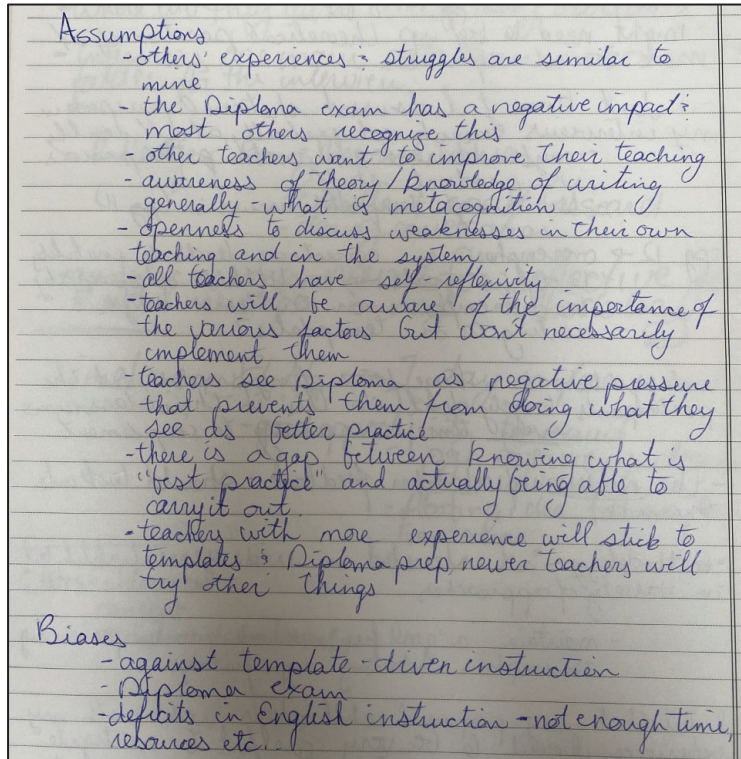 Assumptions
- others' experiences & struggles are similar to
mine
- the Diploma exam has a negative impact &
most others recognize this
- other teachers want to improve their teaching
- awareness of theory/knowledge of writing
generally - what is metacognition
- openness to discuss weaknesses in their own
teaching and in the system
- all teachers have self-reflexivity
- teachers will be aware of the importance of
the various factors but won't necessarily
implement them
- teachers see Diploma as negative pressure
that prevents them from doing what they
see as better practice
- there is a gap between knowing what is
"best practice" and actually being able to
carry it out.
- teachers with more experience will stick to
templates & Diploma prep, newer teachers will
try other things
Biases
- against template-driven instruction
- Diploma exam
- deficits in English instruction - not enough time,
resources etc..